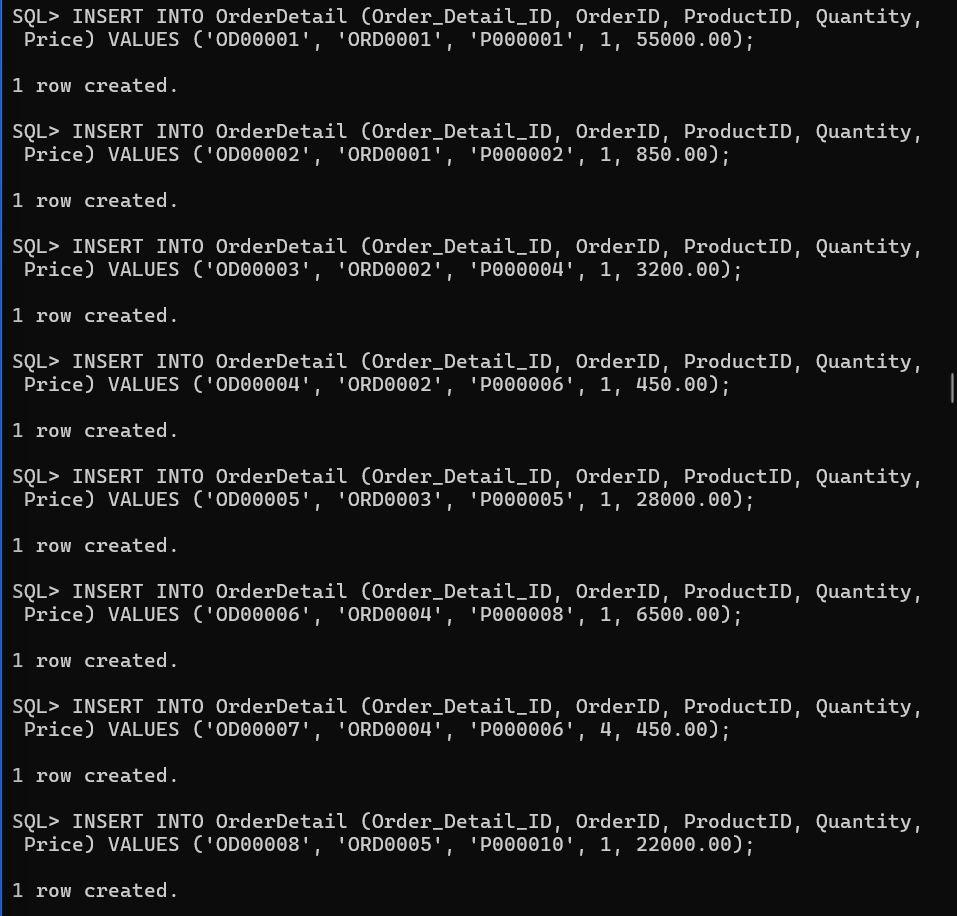 SQL> INSERT INTO OrderDetail (Order_Detail_ID, OrderID, ProductID, Quantity,
Price) VALUES ('OD00001', 'ORD0001', 'P000001', 1, 55000.00);
1 row created.
SQL> INSERT INTO OrderDetail (Order_Detail_ID, OrderID, ProductID, Quantity,
Price) VALUES ('OD00002', 'ORD0001', 'P000002', 1, 850.00);
1 row created.
SQL> INSERT INTO OrderDetail (Order_Detail_ID, OrderID, ProductID, Quantity,
Price) VALUES ('OD00003', 'ORD0002', 'P000004', 1, 3200.00);
1 row created.
SQL> INSERT INTO OrderDetail (Order_Detail_ID, OrderID, ProductID, Quantity,
Price) VALUES ('OD00004', 'ORD0002', 'P000006', 1, 450.00);
1 row created.
SQL> INSERT INTO OrderDetail (Order_Detail_ID, OrderID, ProductID, Quantity,
Price) VALUES ('OD00005', 'ORD0003', 'P000005', 1, 28000.00);
1 row created.
SQL> INSERT INTO OrderDetail (Order_Detail_ID, OrderID, ProductID, Quantity,
Price) VALUES ('OD00006', 'ORD0004', 'P000008', 1, 6500.00);
1 row created.
SQL> INSERT INTO OrderDetail (Order_Detail_ID, OrderID, ProductID, Quantity,
Price) VALUES ('OD00007', 'ORD0004', 'P000006', 4, 450.00);
1 row created.
SQL> INSERT INTO OrderDetail (Order_Detail_ID, OrderID, ProductID, Quantity,
Price) VALUES ('OD00008', 'ORD0005', 'P000010', 1, 22000.00);
1 row created.